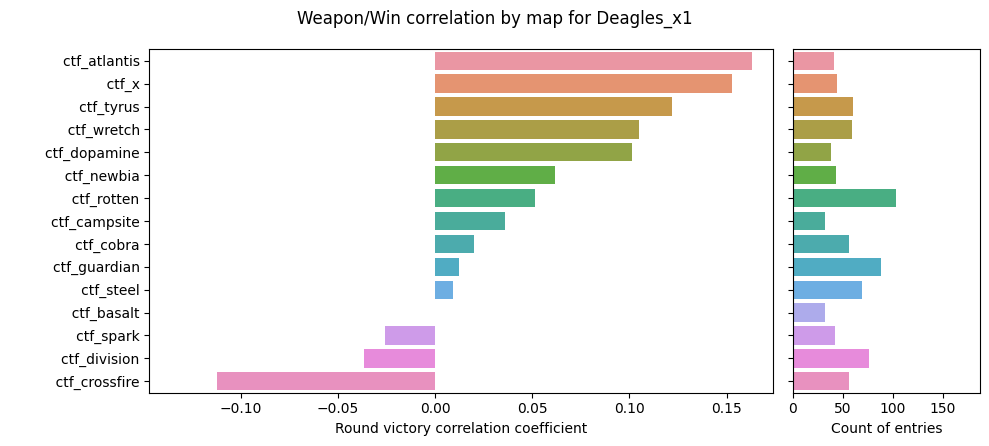 Weapon/Win correlation by map for Deagles_x1
ctf_atlantis
ctf_x
ctf_tyrus
ctf_wretch
ctf_dopamine
ctf_newbia
ctf_rotten
ctf_campsite
ctf_cobra
ctf_guardian
ctf_steel
ctf_basalt
ctf_spark
ctf_division
ctf_crossfire
−0.10 −0.05 0.00 0.05 0.10 0.15
Round victory correlation coefficient
0 50 100 150
Count of entries